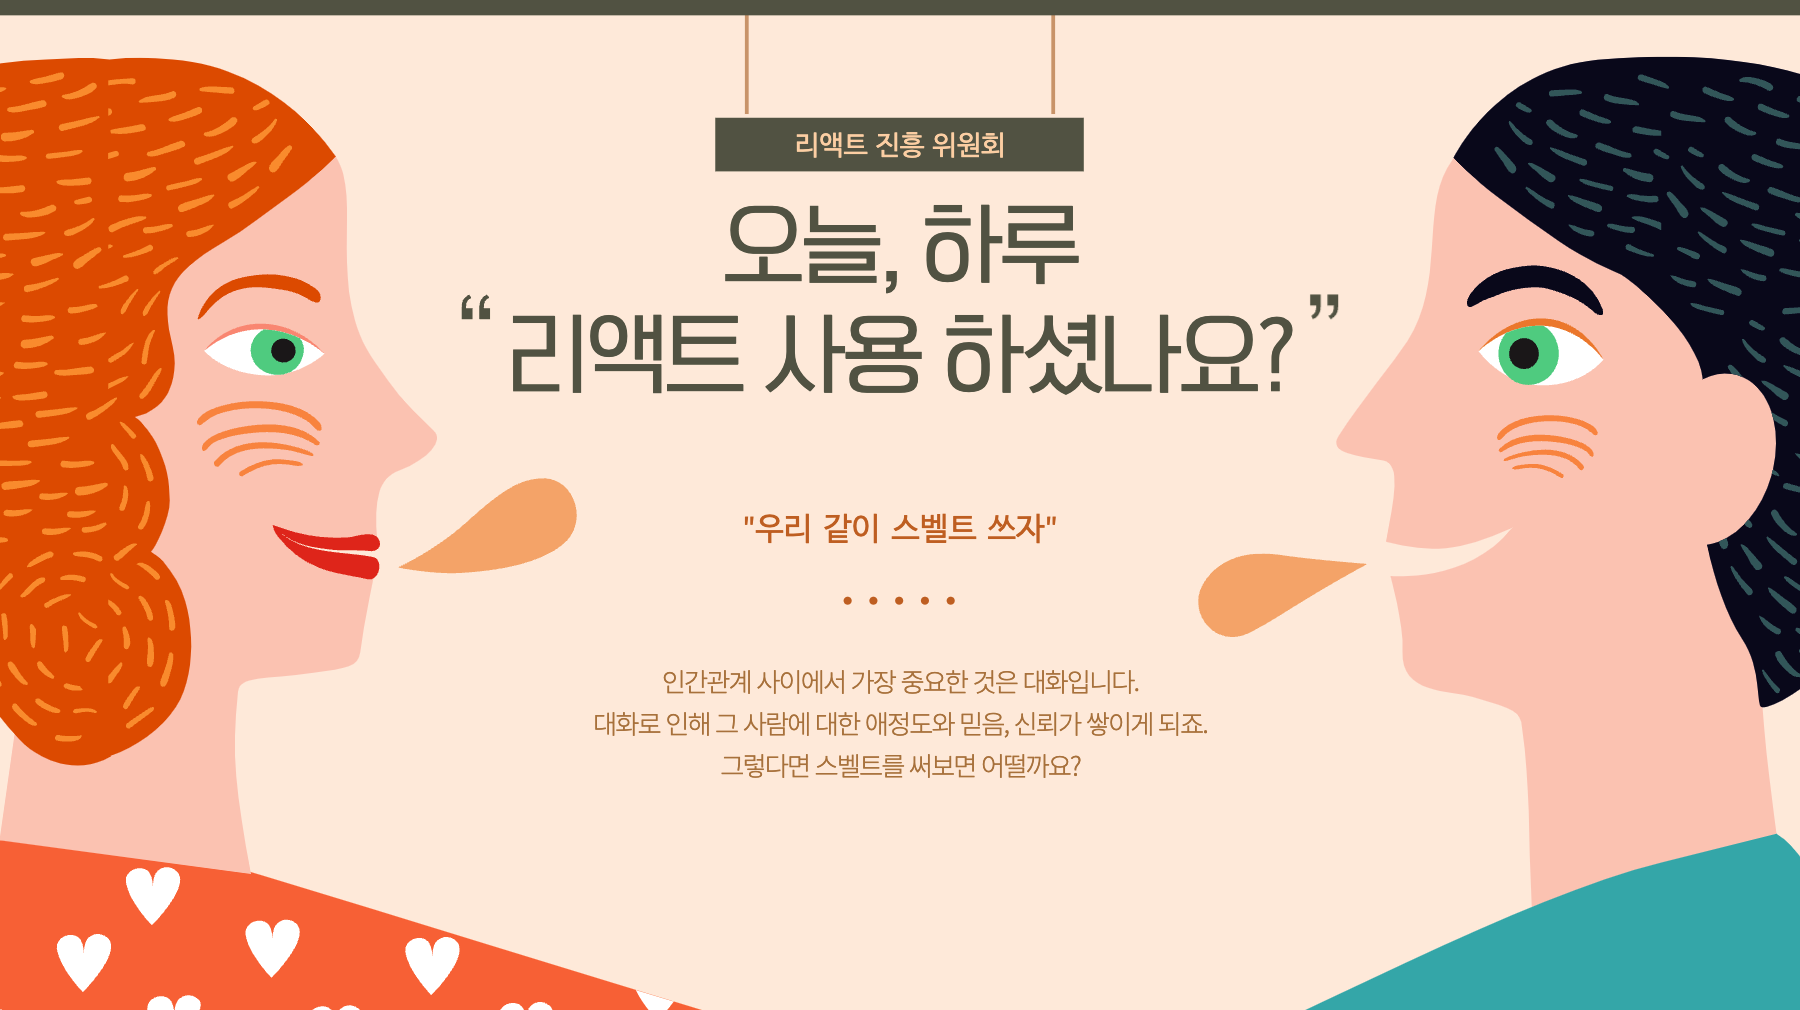 리액트 진흥 위원회
오늘, 하루
“ 리액트 사용 하셨나요? ”
"우리 같이 스벨트 쓰자"
• • • • •
인간관계 사이에서 가장 중요한 것은 대화입니다.
대화로 인해 그 사람에 대한 애정도와 믿음, 신뢰가 쌓이게 되죠.
그렇다면 스벨트를 써보면 어떨까요?